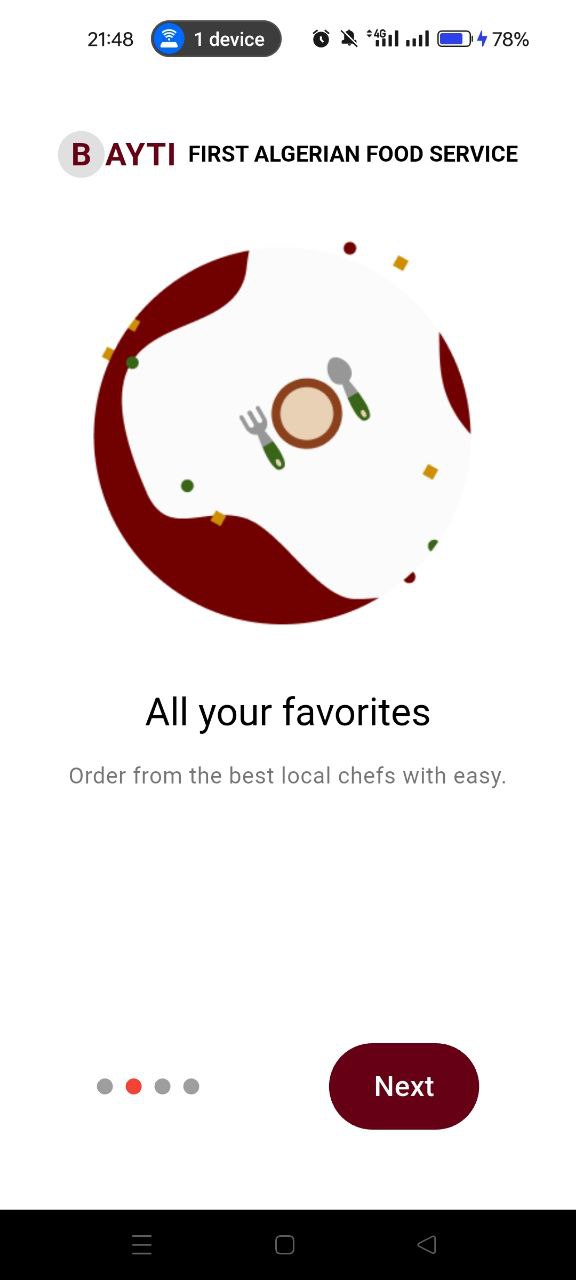 21:48 1 device 4G 78%
BAYTI FIRST ALGERIAN FOOD SERVICE
All your favorites
Order from the best local chefs with easy.
Next